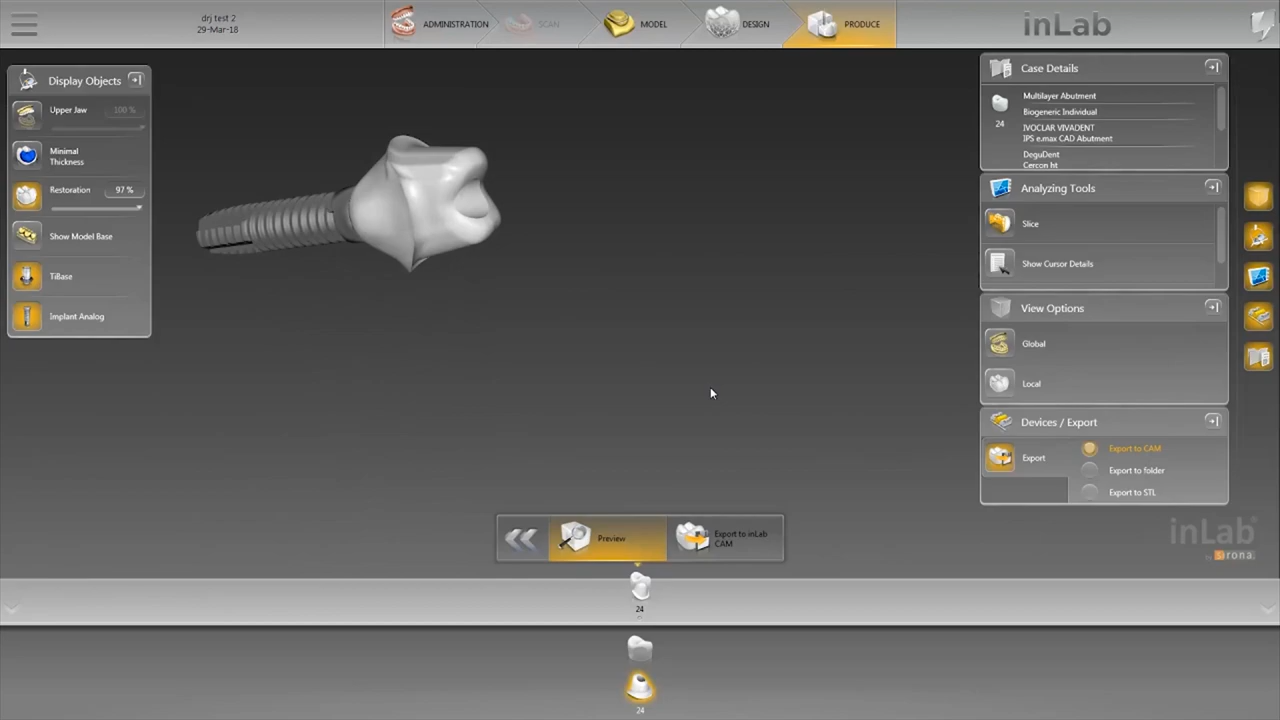 drj test 2
29-Mar-18
ADMINISTRATION
SCAN
MODEL
DESIGN
PRODUCE
inLab
Display Objects
Upper Jaw 100 %
Minimal
Thickness
Restoration 97 %
Show Model Base
TiBase
Implant Analog
Case Details
24
Multilayer Abutment
Biogeneric Individual
IVOCLAR VIVADENT
IPS e.max CAD Abutment
DeguDent
Cercon ht
Analyzing Tools
Slice
Show Cursor Details
View Options
Global
Local
Devices / Export
Export
Export to CAM
Export to folder
Export to STL
Preview
Export to inLab
CAM
inLab
by sirona.
24
24